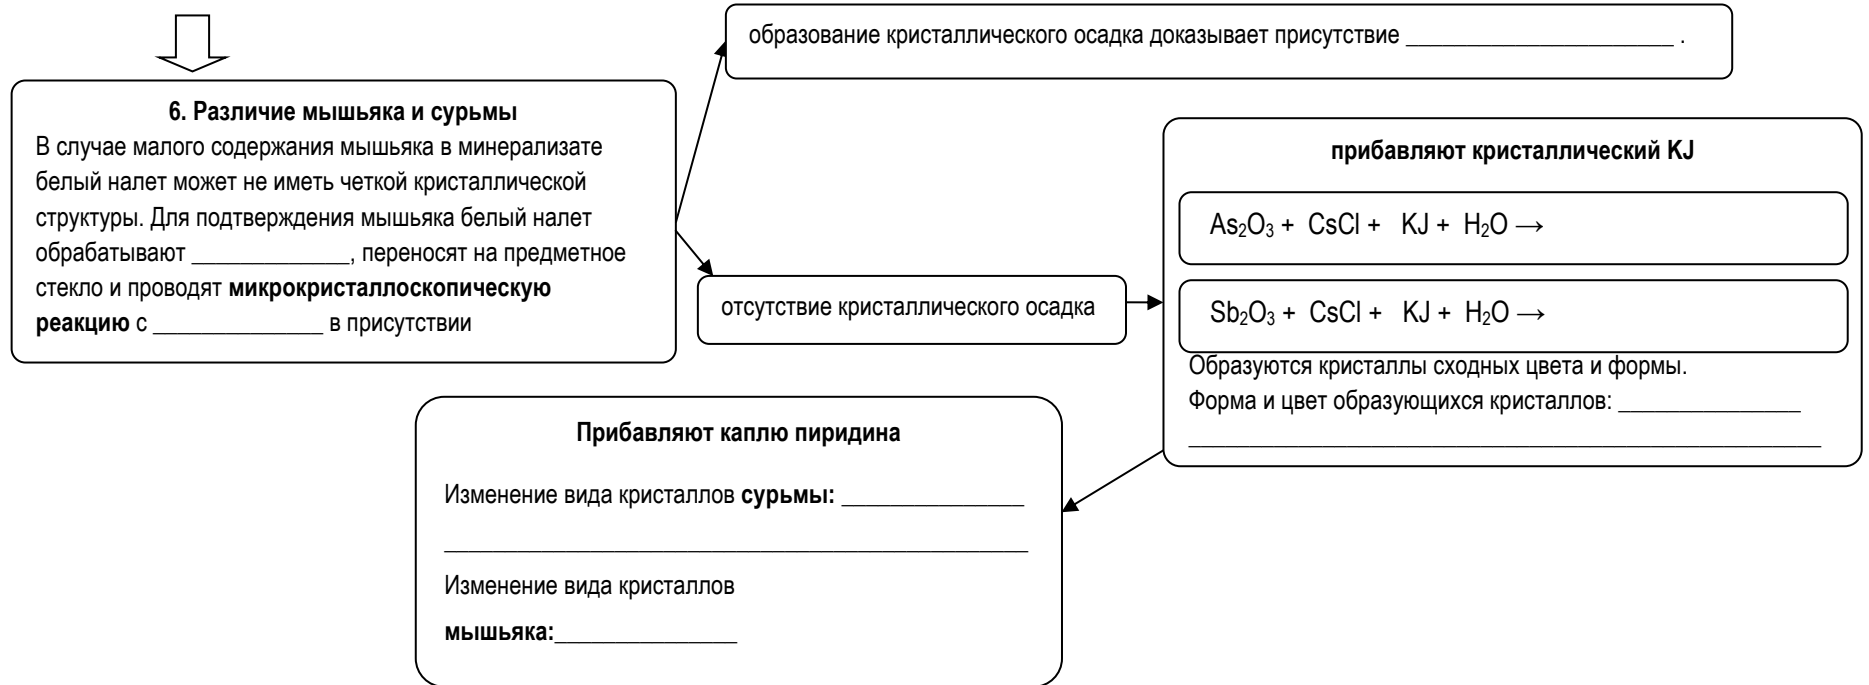 образование кристаллического осадка доказывает присутствие ______________________ .
6. Различие мышьяка и сурьмы
В случае малого содержания мышьяка в минерализате
белый налет может не иметь четкой кристаллической
структуры. Для подтверждения мышьяка белый налет
обрабатывают _____________, переносят на предметное
стекло и проводят микрокристаллоскопическую
реакцию с ______________ в присутствии
отсутствие кристаллического осадка
прибавляют кристаллический KJ
As₂O₃ + CsCl + KJ + H₂O →
Sb₂O₃ + CsCl + KJ + H₂O →
Образуются кристаллы сходных цвета и формы.
Форма и цвет образующихся кристаллов: _______________
____________________________________________________
Прибавляют каплю пиридина
Изменение вида кристаллов сурьмы: _______________
________________________________________________
Изменение вида кристаллов
мышьяка:_______________